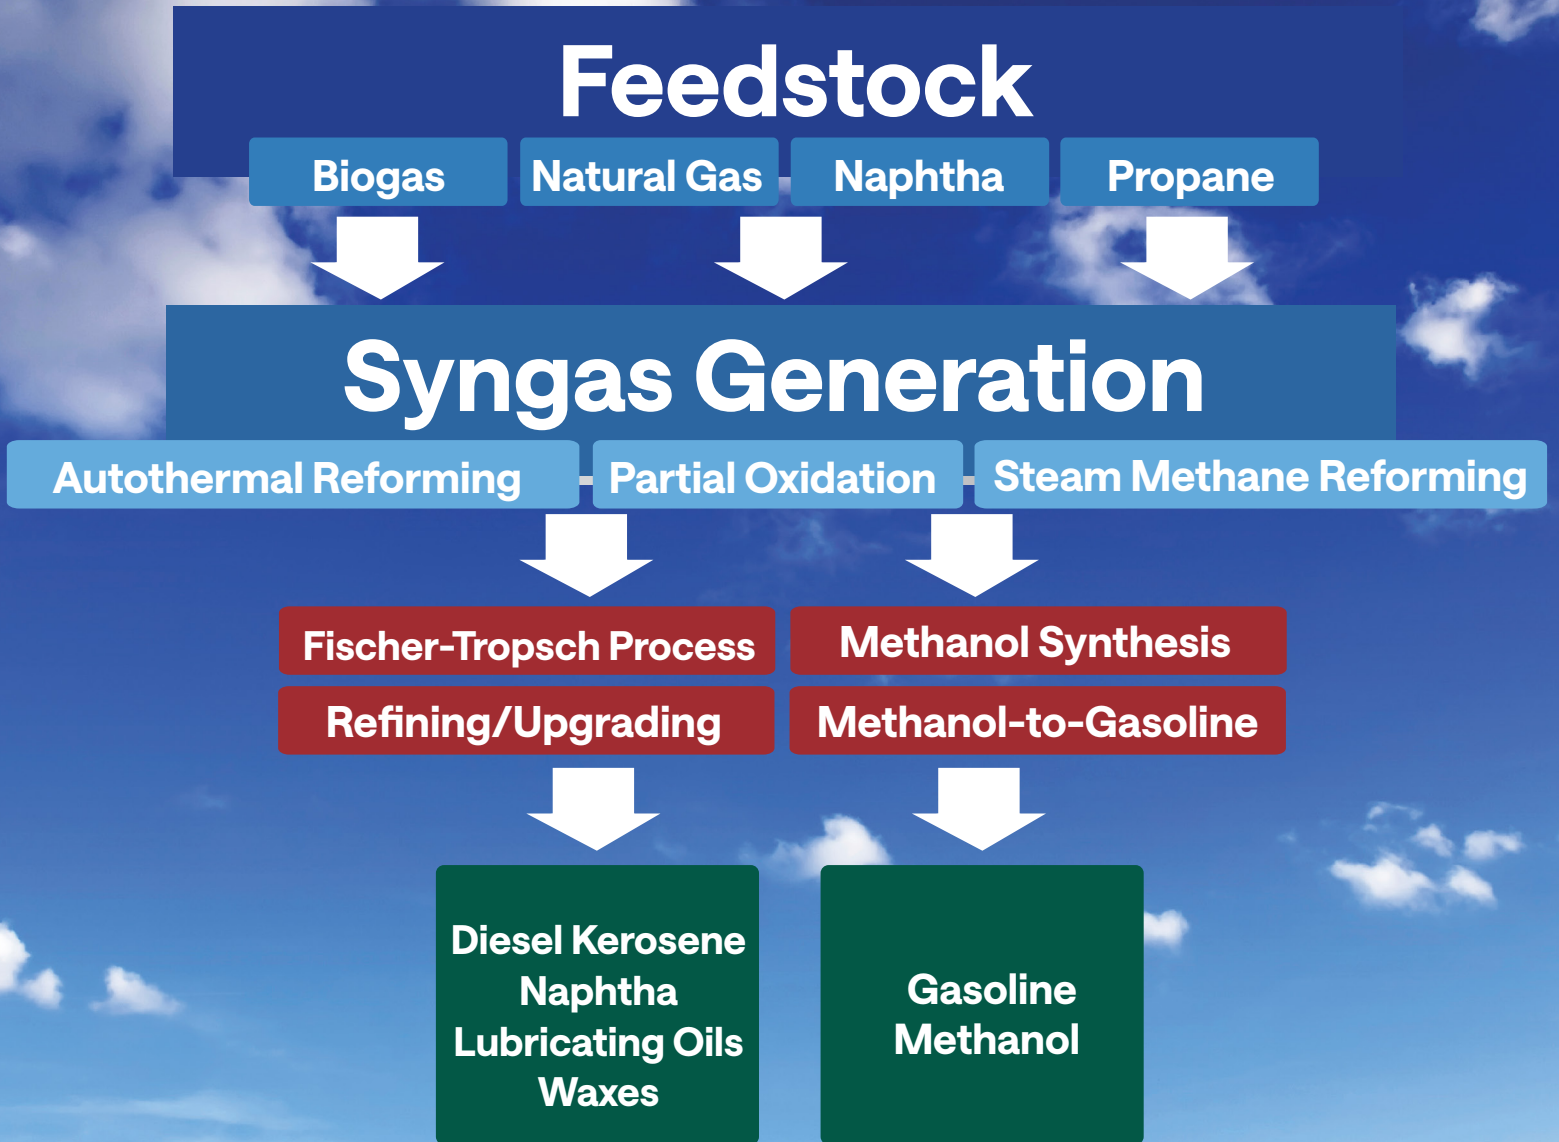 Feedstock
Biogas
Natural Gas
Naphtha
Propane
Syngas Generation
Autothermal Reforming
Partial Oxidation
Steam Methane Reforming
Fischer-Tropsch Process
Methanol Synthesis
Refining/Upgrading
Methanol-to-Gasoline
Diesel Kerosene
Naphtha
Lubricating Oils
Waxes
Gasoline
Methanol